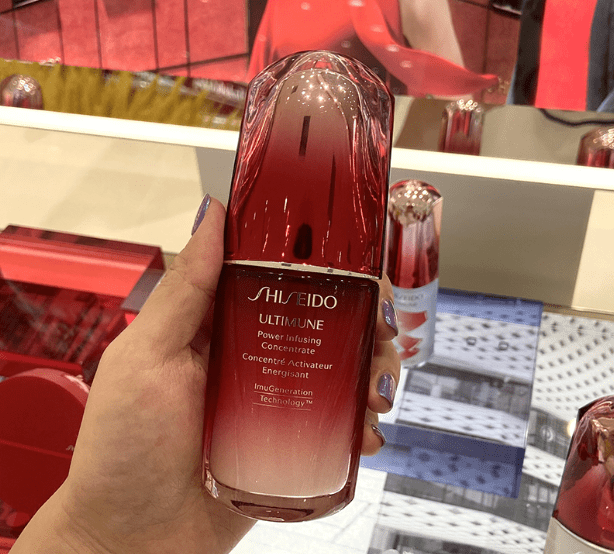 SHISEIDO
ULTIMUNE
Power Infusing
Concentrate
Concentré Activateur
Energisant
ImuGeneration
Technology™